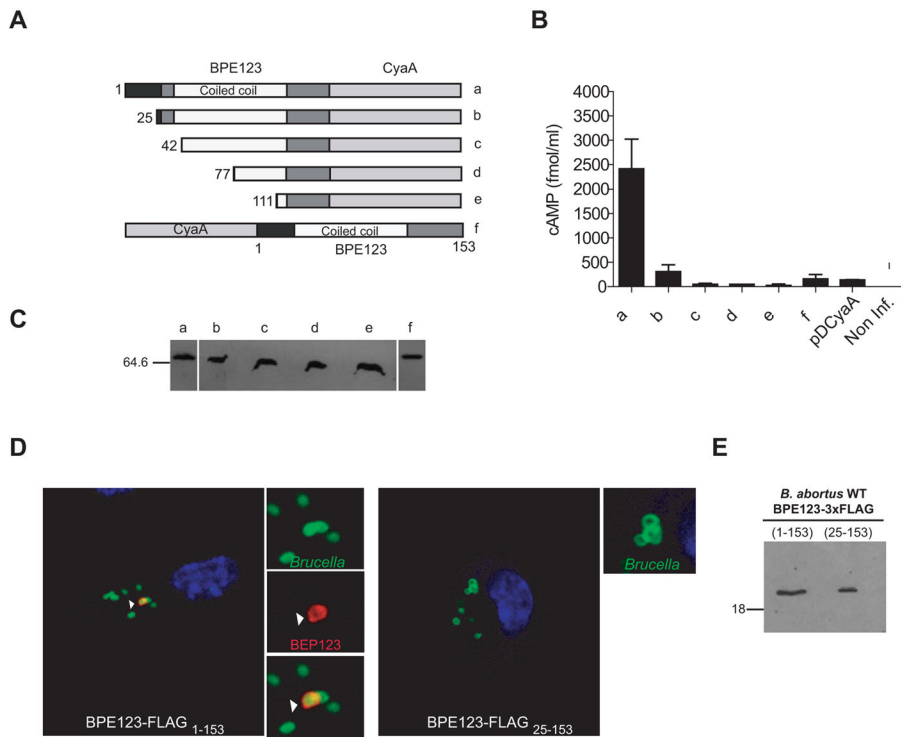 A
BPE123 CyaA
1 Coiled coil a
25 b
42 c
77 d
111 e
CyaA Coiled coil f
1 BPE123 153
B
cAMP (fmol/ml)
4000
3500
3000
2500
2000
1500
1000
500
0
a b c d e f pDCyaA Non Inf.
C
a b c d e f
64.6
D
Brucella
BEP123
BPE123-FLAG 1-153
Brucella
BPE123-FLAG 25-153
E
B. abortus WT
BPE123-3xFLAG
(1-153) (25-153)
18